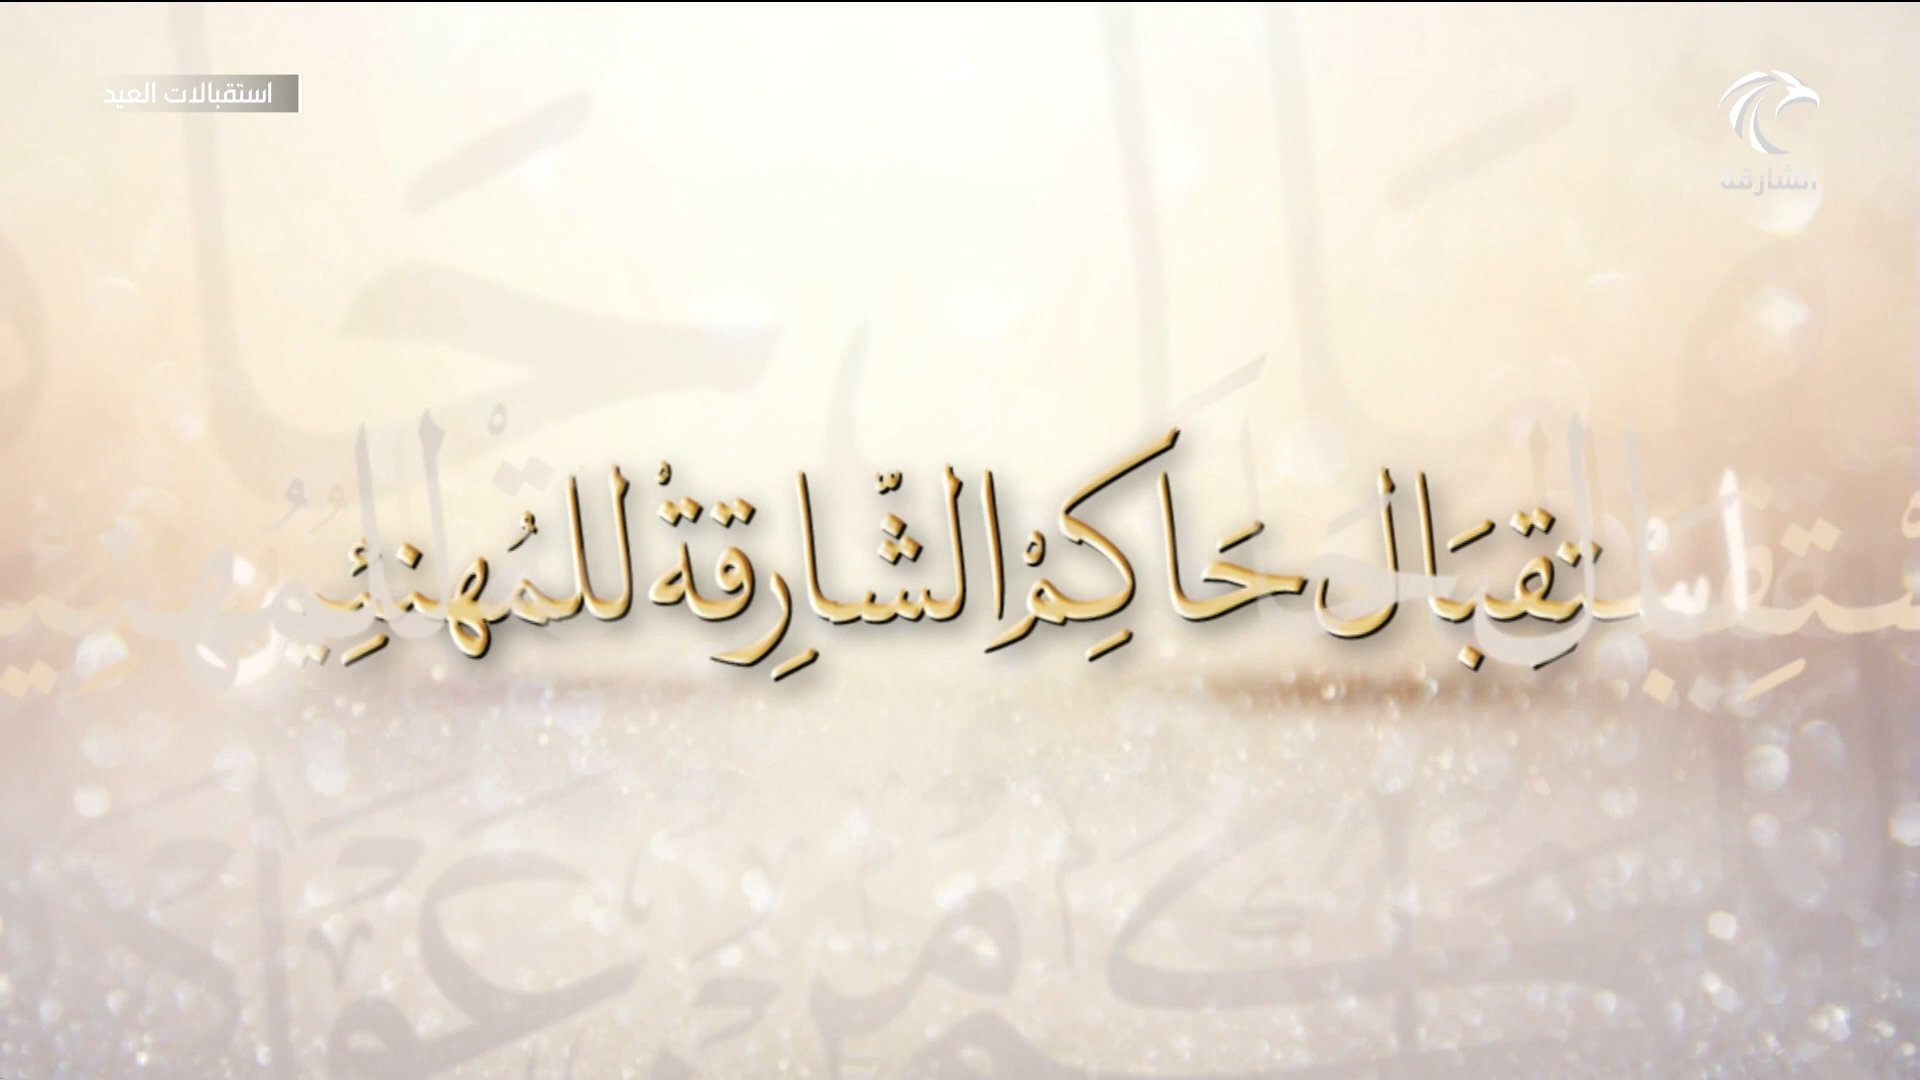 استقبالات العيد
الشارقة
استقبال حاكم الشارقة للمهنئين